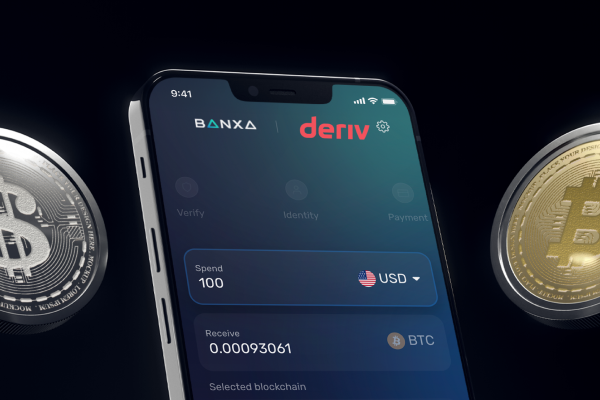 9:41
BANXA | deriv
Verify Identity Payment
Spend
100 USD
Receive
0.00093061 BTC
Selected blockchain